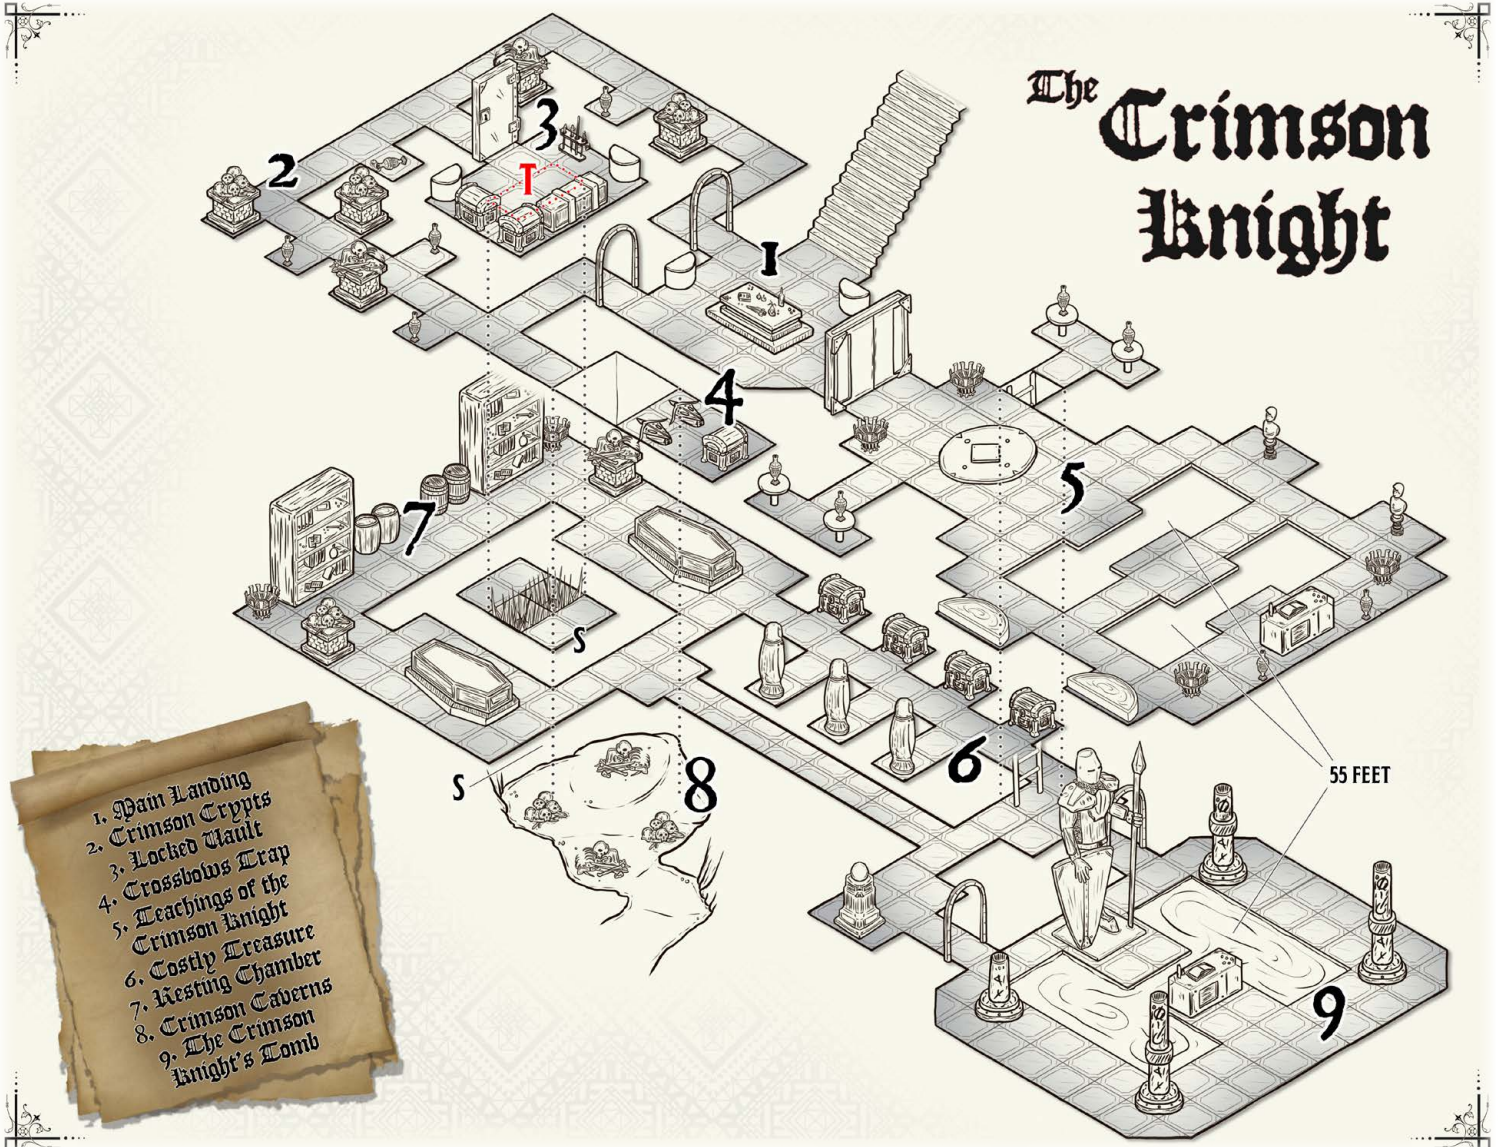 The
Crimson
Knight
3
2
T
1
4
5
7
S
6
S
8
55 FEET
9
1. Main Landing
2. Crimson Crypts
3. Locked Vault
4. Crossbows Trap
5. Teachings of the
Crimson Knight
6. Costly Treasure
7. Resting Chamber
8. Crimson Caverns
9. The Crimson
Knight's Tomb